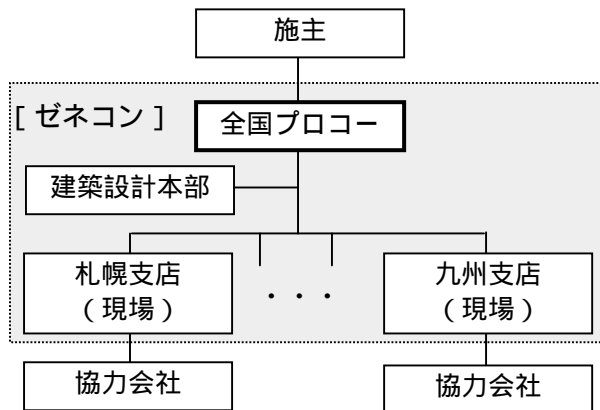 施主
[ ゼネコン ]
全国プロコー
建築設計本部
札幌支店
（現場）
・・・
九州支店
（現場）
協力会社
協力会社